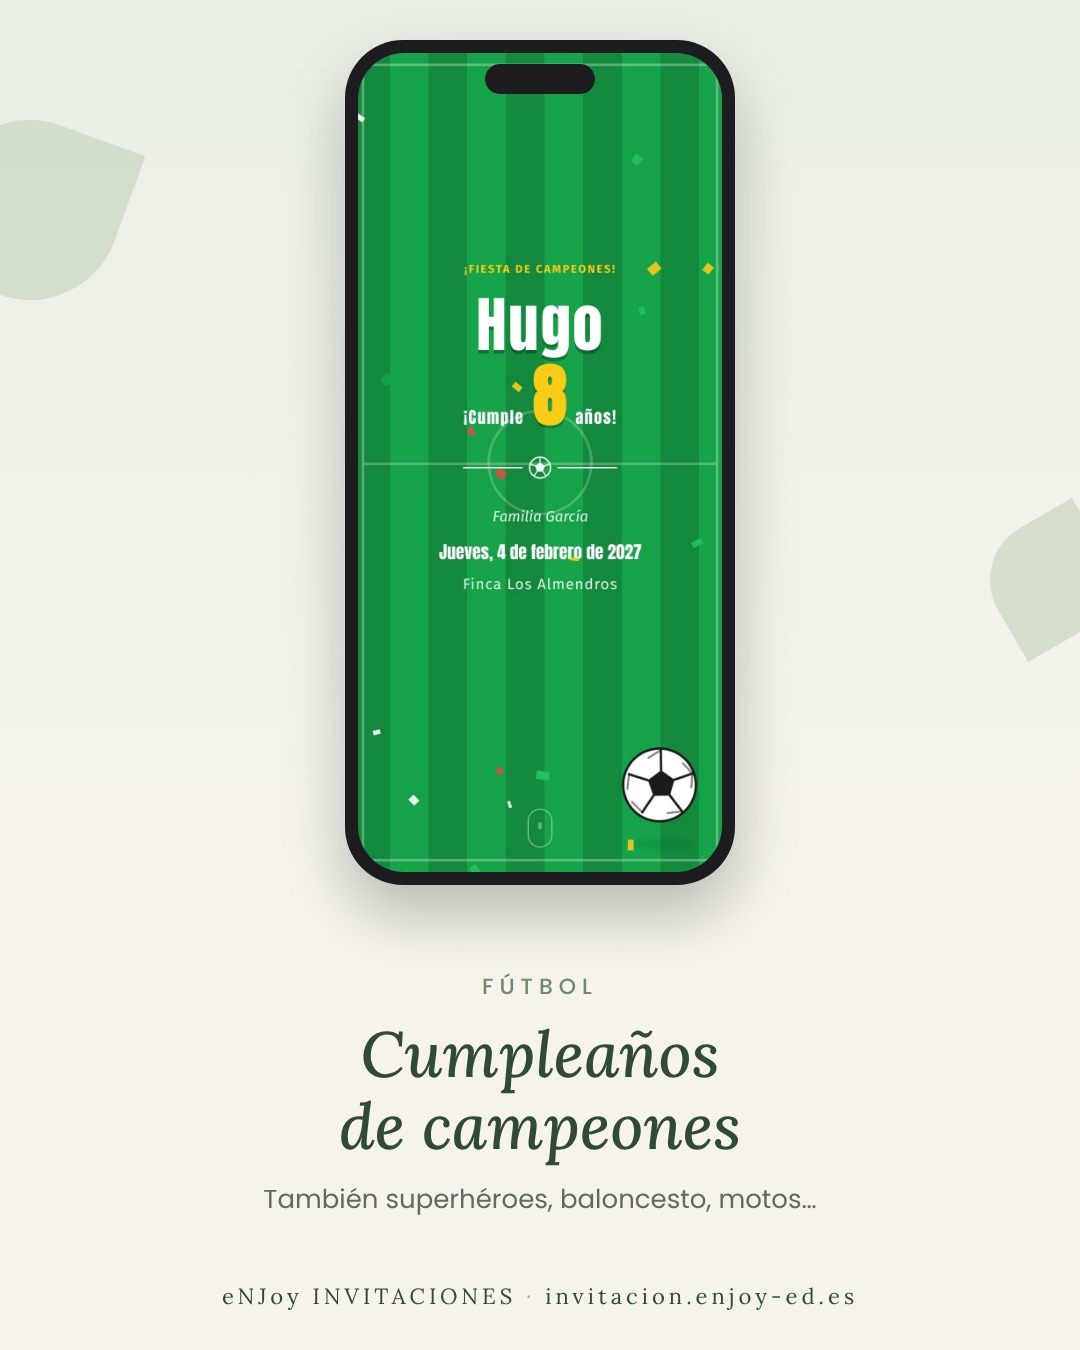 ¡FIESTA DE CAMPEONES!
Hugo
¡Cumple 8 años!
Familia García
Jueves, 4 de febrero de 2027
Finca Los Almendros
FÚTBOL
Cumpleaños
de campeones
También superhéroes, baloncesto, motos...
eNJoy INVITACIONES · invitacion.enjoy-ed.es